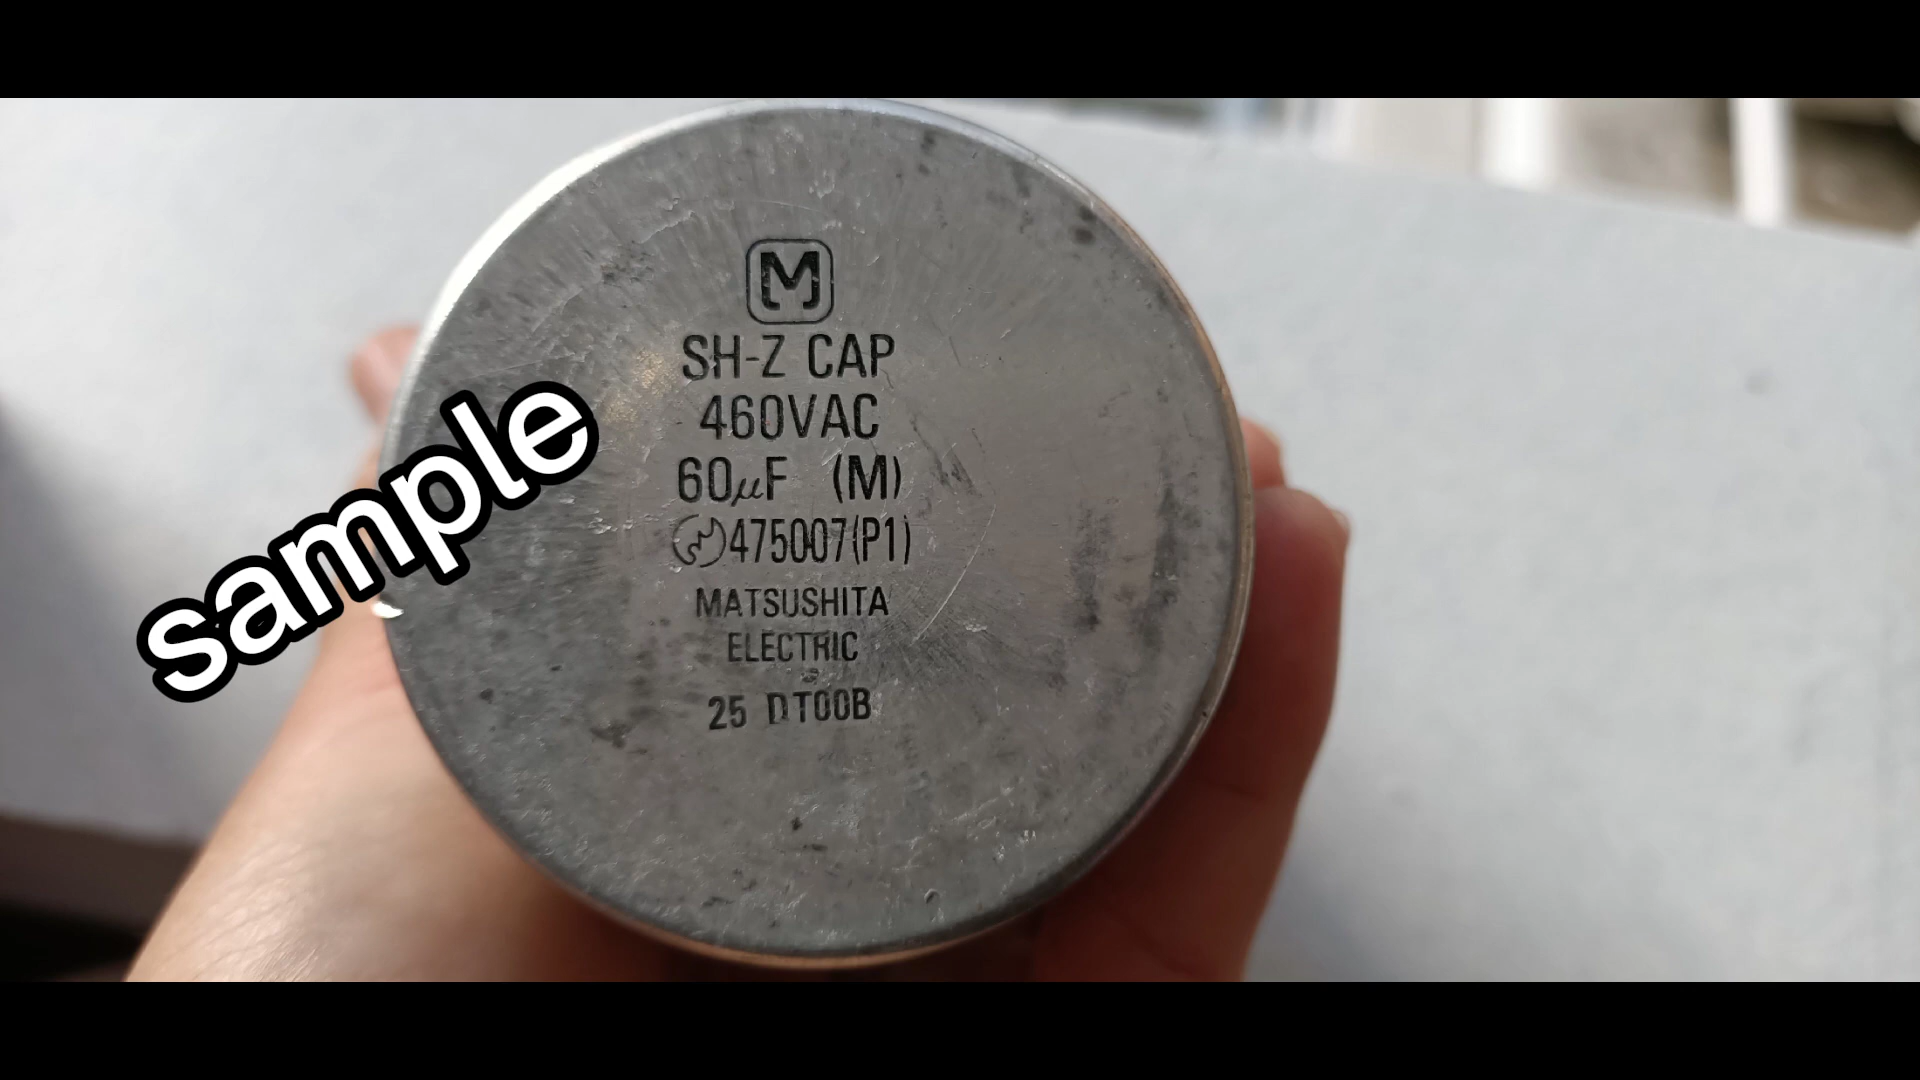 M
SH-Z CAP
460VAC
60µF (M)
475007(P1)
MATSUSHITA
ELECTRIC
25 DT00B
sample